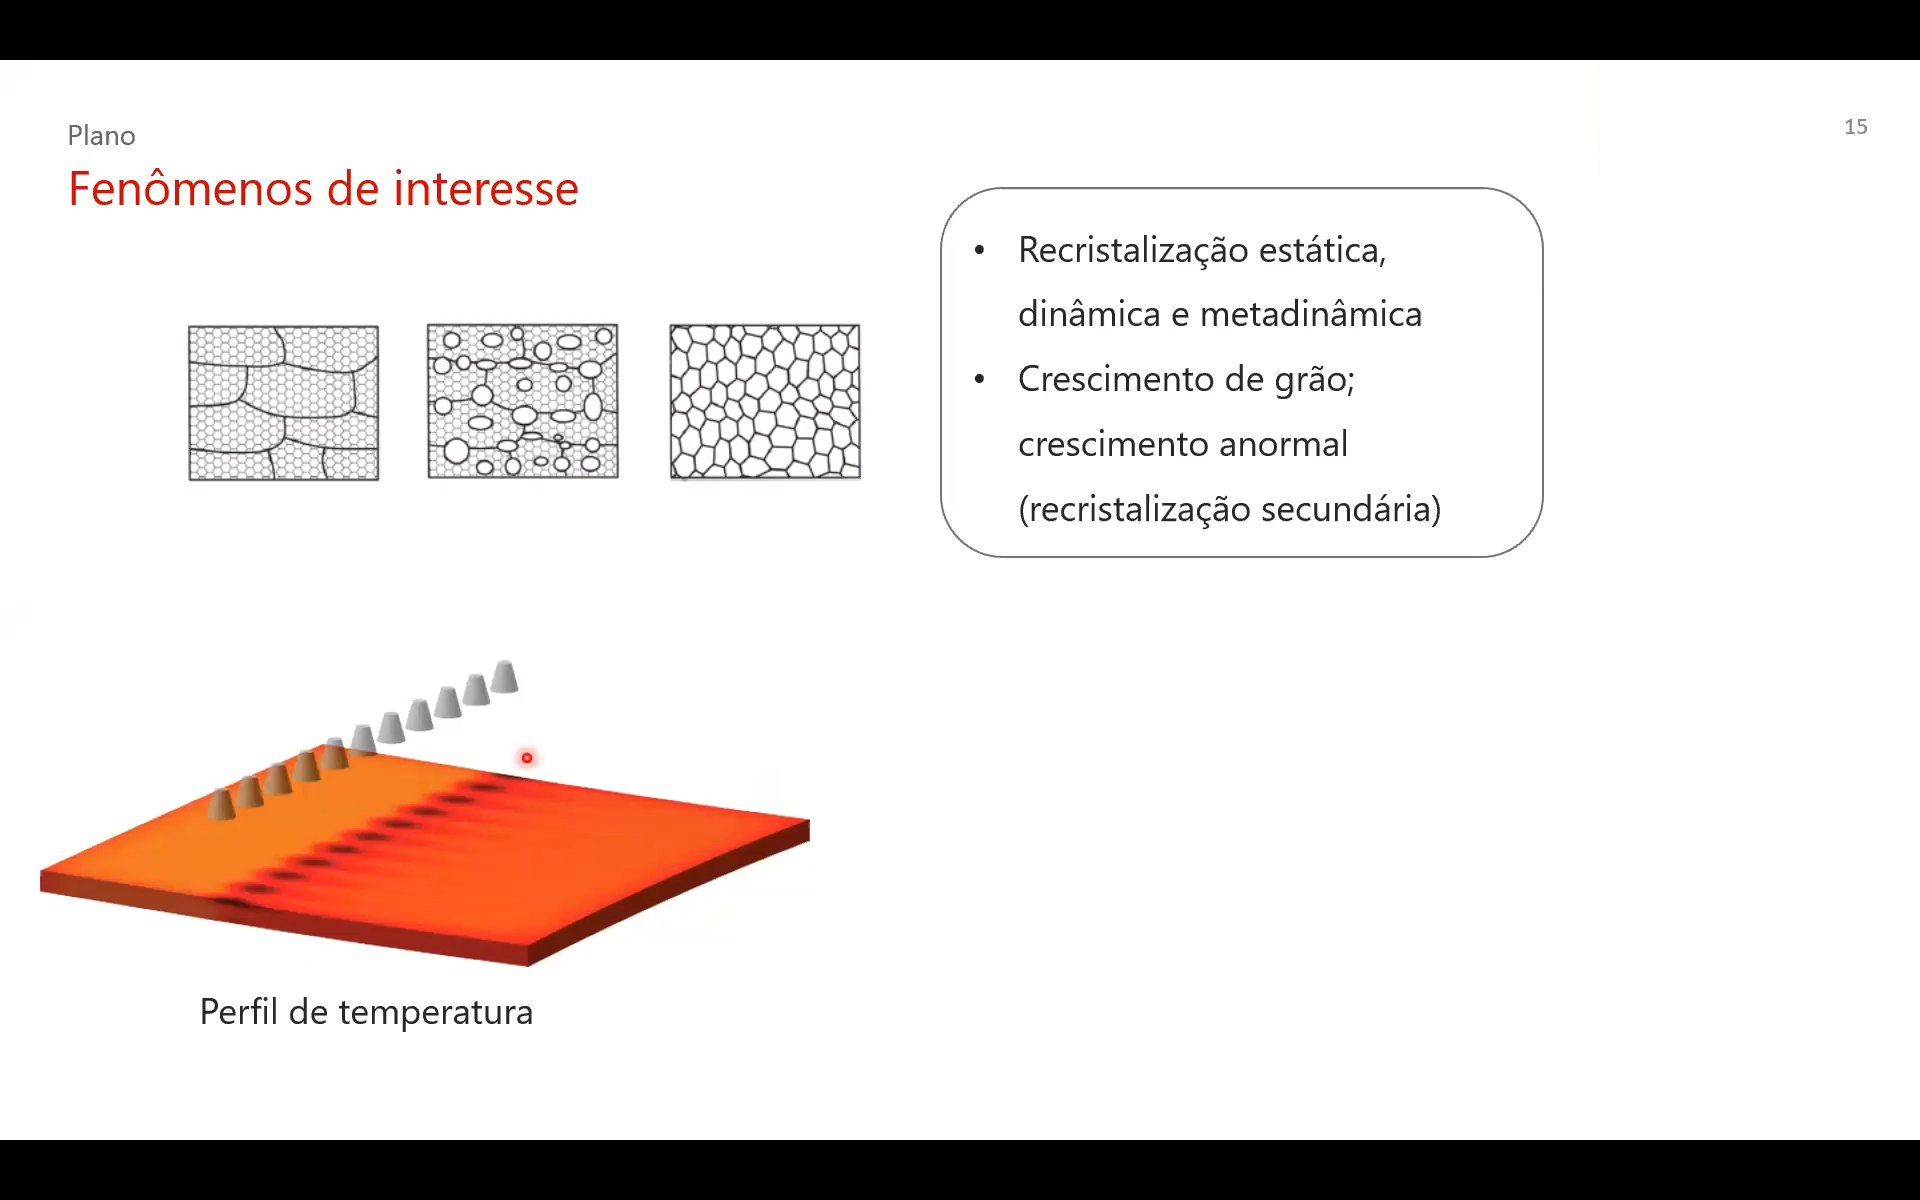 Plano
15
Fenômenos de interesse
• Recristalização estática,
dinâmica e metadinâmica
• Crescimento de grão;
crescimento anormal
(recristalização secundária)
Perfil de temperatura